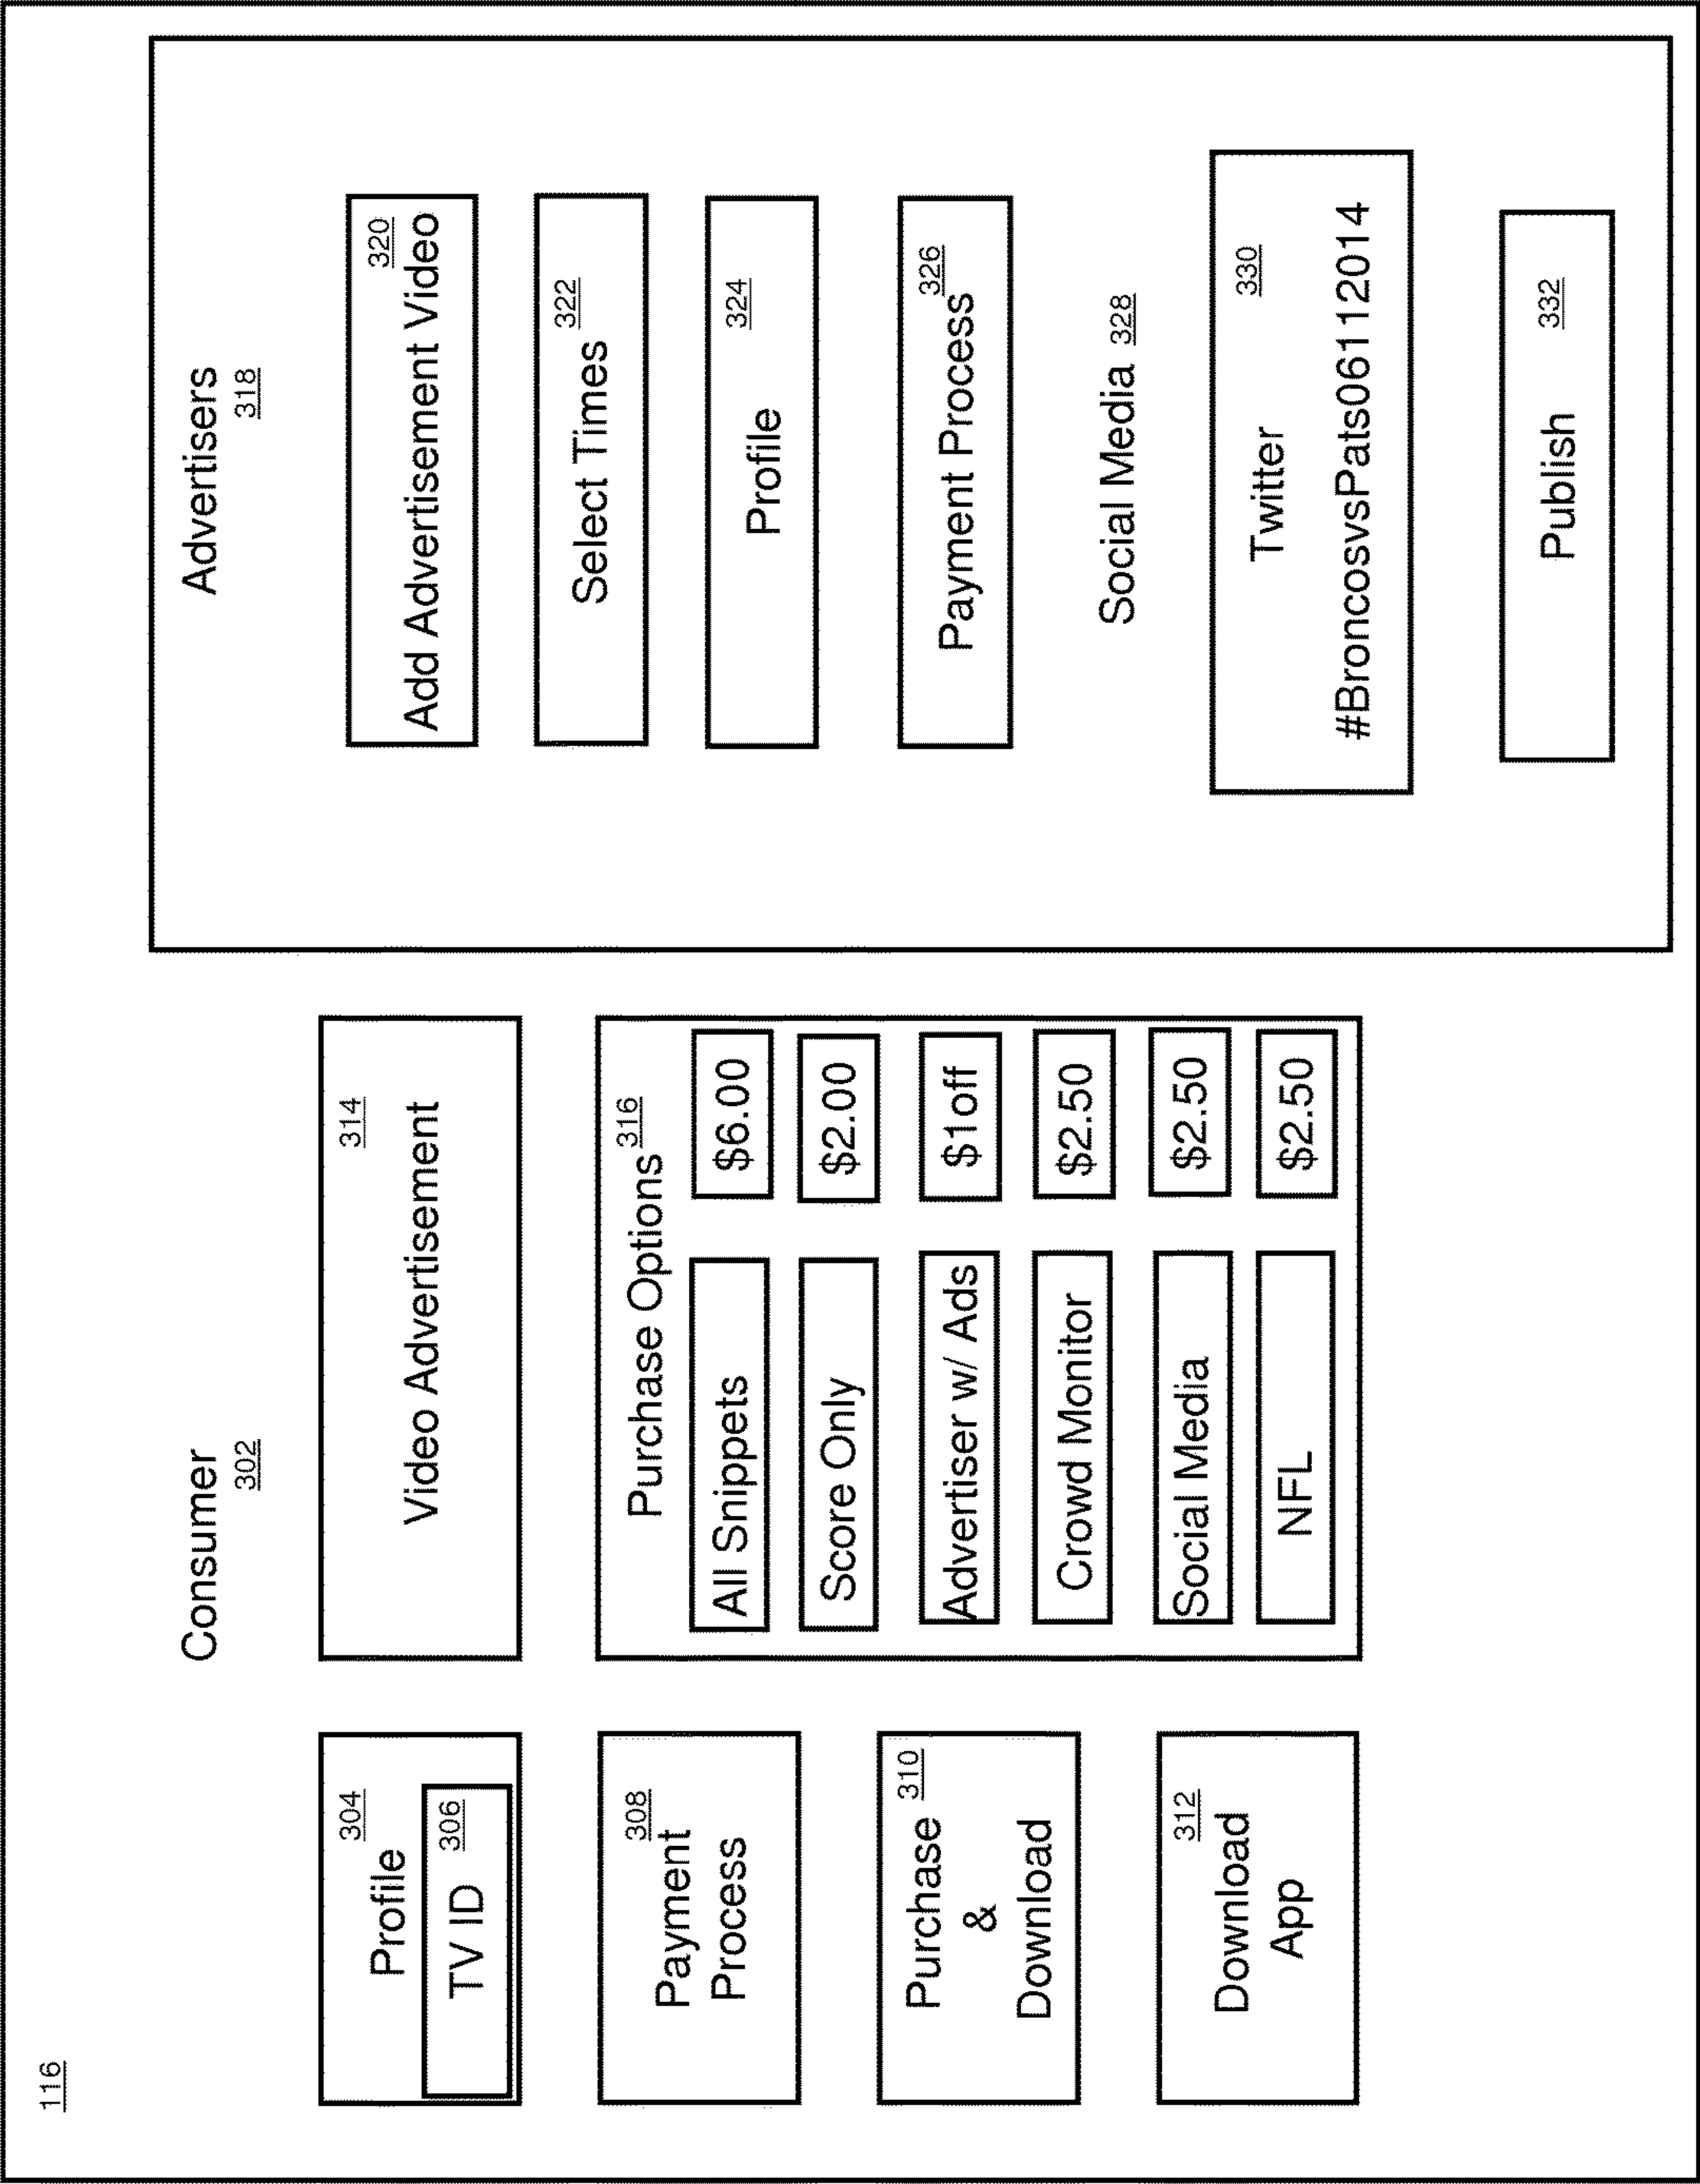 116
Consumer
302
Profile
304
TV ID
306
Payment
Process
308
Purchase
&
Download
310
Download
App
312
Video Advertisement
314
Purchase Options
316
All Snippets
$6.00
Score Only
$2.00
Advertiser w/ Ads
$1off
Crowd Monitor
$2.50
Social Media
$2.50
NFL
$2.50
Advertisers
318
320
Add Advertisement Video
322
Select Times
324
Profile
326
Payment Process
Social Media 328
330
Twitter
#BroncosvsPats06112014
332
Publish